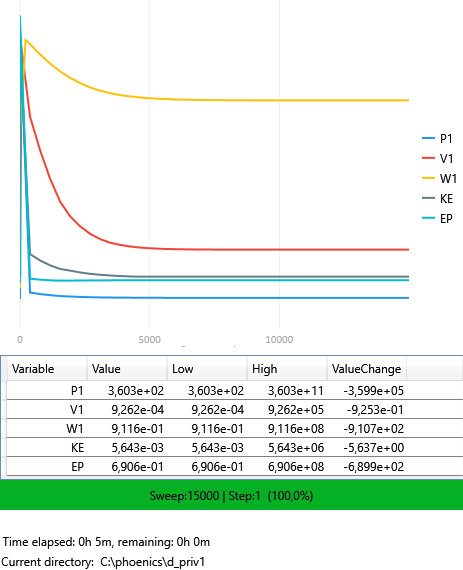 P1
V1
W1
KE
EP
0 5000 10000
Variable Value Low High ValueChange
P1 3,603e+02 3,603e+02 3,603e+11 -3,599e+05
V1 9,262e-04 9,262e-04 9,262e+05 -9,253e-01
W1 9,116e-01 9,116e-01 9,116e+08 -9,107e+02
KE 5,643e-03 5,643e-03 5,643e+06 -5,637e+00
EP 6,906e-01 6,906e-01 6,906e+08 -6,899e+02
Sweep:15000 | Step:1 (100,0%)
Time elapsed: 0h 5m, remaining: 0h 0m
Current directory: C:\phoenics\d_priv1